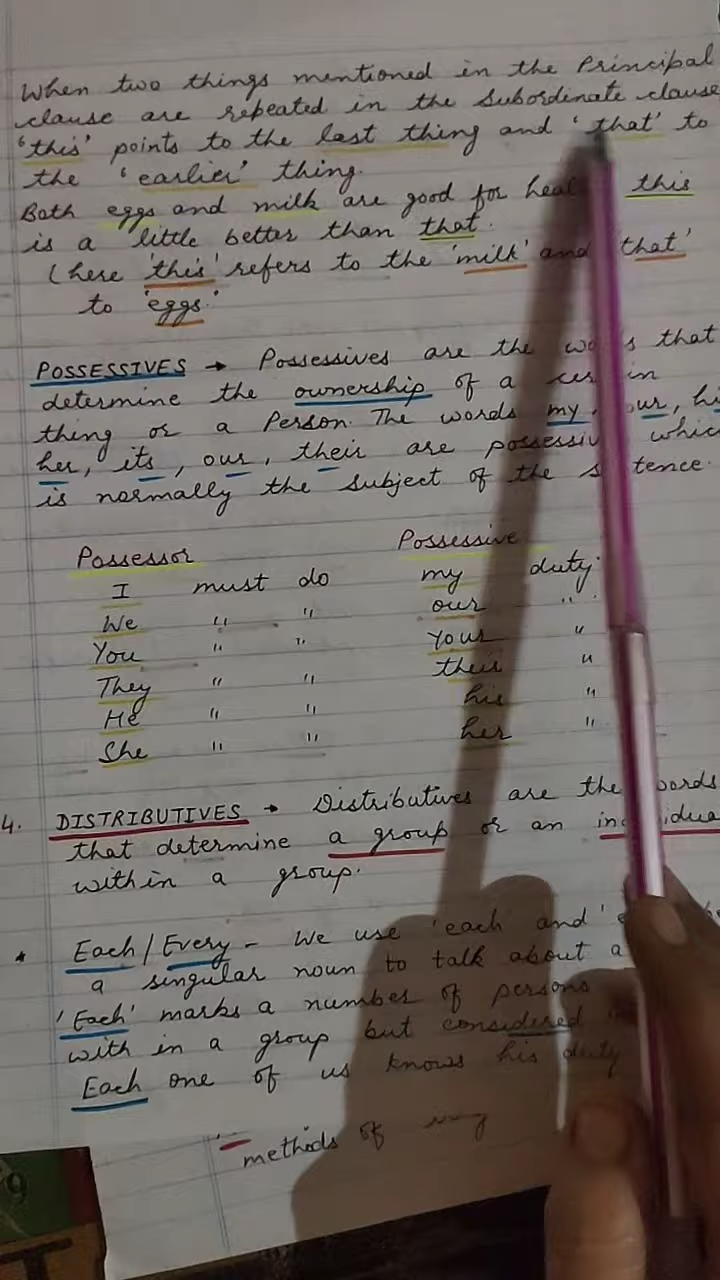 When two things mentioned in the Principal
clause are repeated in the Subordinate clause
'this' points to the last thing and 'that' to
the 'earlier' thing.
Both eggs and milk are good for this
is a little better than that.
(here 'this' refers to the 'milk' and 'that'
to 'eggs.'
POSSESSIVES → Possessives are the that
determine the ownership of a
thing or a Person. The words my, our,
her, its, our, their are
is normally the subject of the
Possessor Possessive
I must do my duty.
We " " our "
You " " your "
They " " their "
He " " his "
She " " her "
4. DISTRIBUTIVES → Distributives are the words
that determine a group or an
within a group.
* Each/Every - We use 'each' and
a singular noun to talk about a
'Each' marks a number of persons
with in a group but considered
Each one of us knows his duty
methods of
9